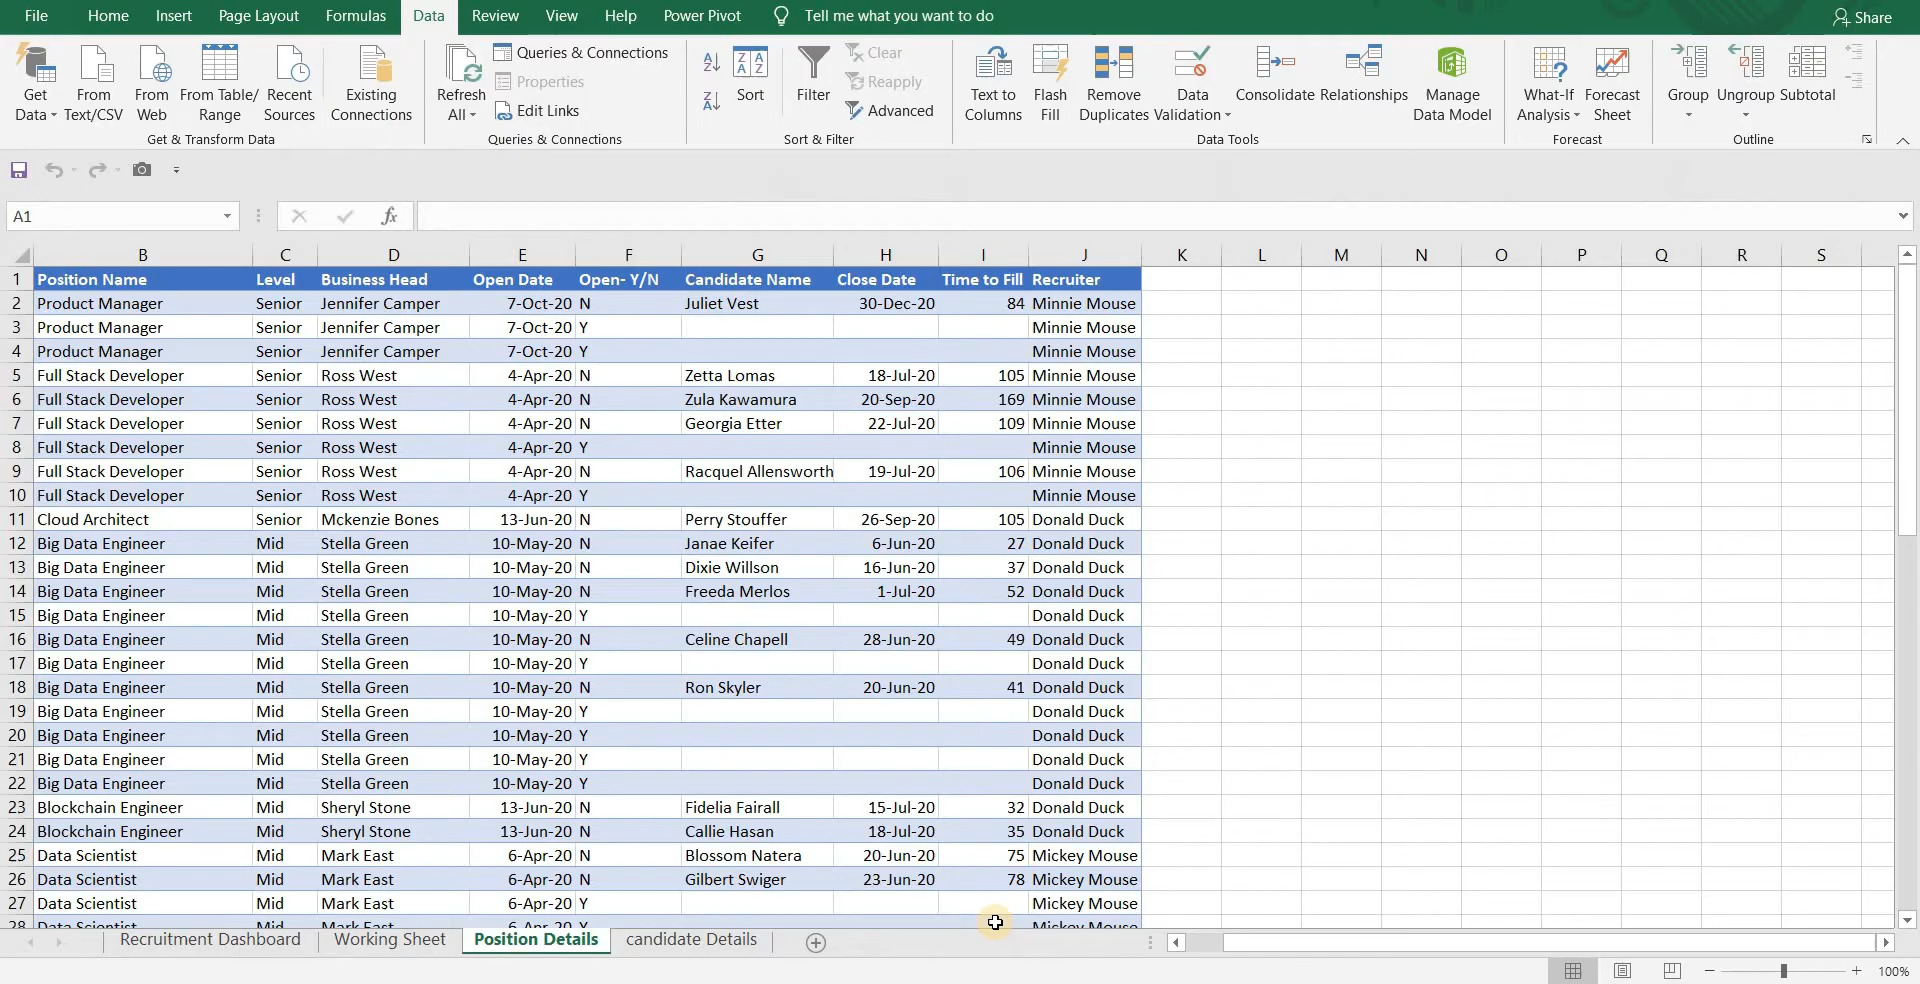 File Home Insert Page Layout Formulas Data Review View Help Power Pivot Tell me what you want to do Share
Get Data From Text/CSV From Web From Table/ Range Recent Sources Existing Connections
Get & Transform Data
Refresh All Queries & Connections Properties Edit Links
Queries & Connections
Sort Filter Clear Reapply Advanced
Sort & Filter
Text to Columns Flash Fill Remove Duplicates Data Validation Consolidate Relationships Manage Data Model
Data Tools
What-If Analysis Forecast Sheet
Forecast
Group Ungroup Subtotal
Outline
A1 fx
B C D E F G H I J K L M N O P Q R S
1 Position Name Level Business Head Open Date Open- Y/N Candidate Name Close Date Time to Fill Recruiter
2 Product Manager Senior Jennifer Camper 7-Oct-20 N Juliet Vest 30-Dec-20 84 Minnie Mouse
3 Product Manager Senior Jennifer Camper 7-Oct-20 Y Minnie Mouse
4 Product Manager Senior Jennifer Camper 7-Oct-20 Y Minnie Mouse
5 Full Stack Developer Senior Ross West 4-Apr-20 N Zetta Lomas 18-Jul-20 105 Minnie Mouse
6 Full Stack Developer Senior Ross West 4-Apr-20 N Zula Kawamura 20-Sep-20 169 Minnie Mouse
7 Full Stack Developer Senior Ross West 4-Apr-20 N Georgia Etter 22-Jul-20 109 Minnie Mouse
8 Full Stack Developer Senior Ross West 4-Apr-20 Y Minnie Mouse
9 Full Stack Developer Senior Ross West 4-Apr-20 N Racquel Allensworth 19-Jul-20 106 Minnie Mouse
10 Full Stack Developer Senior Ross West 4-Apr-20 Y Minnie Mouse
11 Cloud Architect Senior Mckenzie Bones 13-Jun-20 N Perry Stouffer 26-Sep-20 105 Donald Duck
12 Big Data Engineer Mid Stella Green 10-May-20 N Janae Keifer 6-Jun-20 27 Donald Duck
13 Big Data Engineer Mid Stella Green 10-May-20 N Dixie Willson 16-Jun-20 37 Donald Duck
14 Big Data Engineer Mid Stella Green 10-May-20 N Freeda Merlos 1-Jul-20 52 Donald Duck
15 Big Data Engineer Mid Stella Green 10-May-20 Y Donald Duck
16 Big Data Engineer Mid Stella Green 10-May-20 N Celine Chapell 28-Jun-20 49 Donald Duck
17 Big Data Engineer Mid Stella Green 10-May-20 Y Donald Duck
18 Big Data Engineer Mid Stella Green 10-May-20 N Ron Skyler 20-Jun-20 41 Donald Duck
19 Big Data Engineer Mid Stella Green 10-May-20 Y Donald Duck
20 Big Data Engineer Mid Stella Green 10-May-20 Y Donald Duck
21 Big Data Engineer Mid Stella Green 10-May-20 Y Donald Duck
22 Big Data Engineer Mid Stella Green 10-May-20 Y Donald Duck
23 Blockchain Engineer Mid Sheryl Stone 13-Jun-20 N Fidelia Fairall 15-Jul-20 32 Donald Duck
24 Blockchain Engineer Mid Sheryl Stone 13-Jun-20 N Callie Hasan 18-Jul-20 35 Donald Duck
25 Data Scientist Mid Mark East 6-Apr-20 N Blossom Natera 20-Jun-20 75 Mickey Mouse
26 Data Scientist Mid Mark East 6-Apr-20 N Gilbert Swiger 23-Jun-20 78 Mickey Mouse
27 Data Scientist Mid Mark East 6-Apr-20 Y Mickey Mouse
28 Data Scientist Mid Mark East 6-Apr-20 Y Mickey Mouse
Recruitment Dashboard Working Sheet Position Details candidate Details
100%